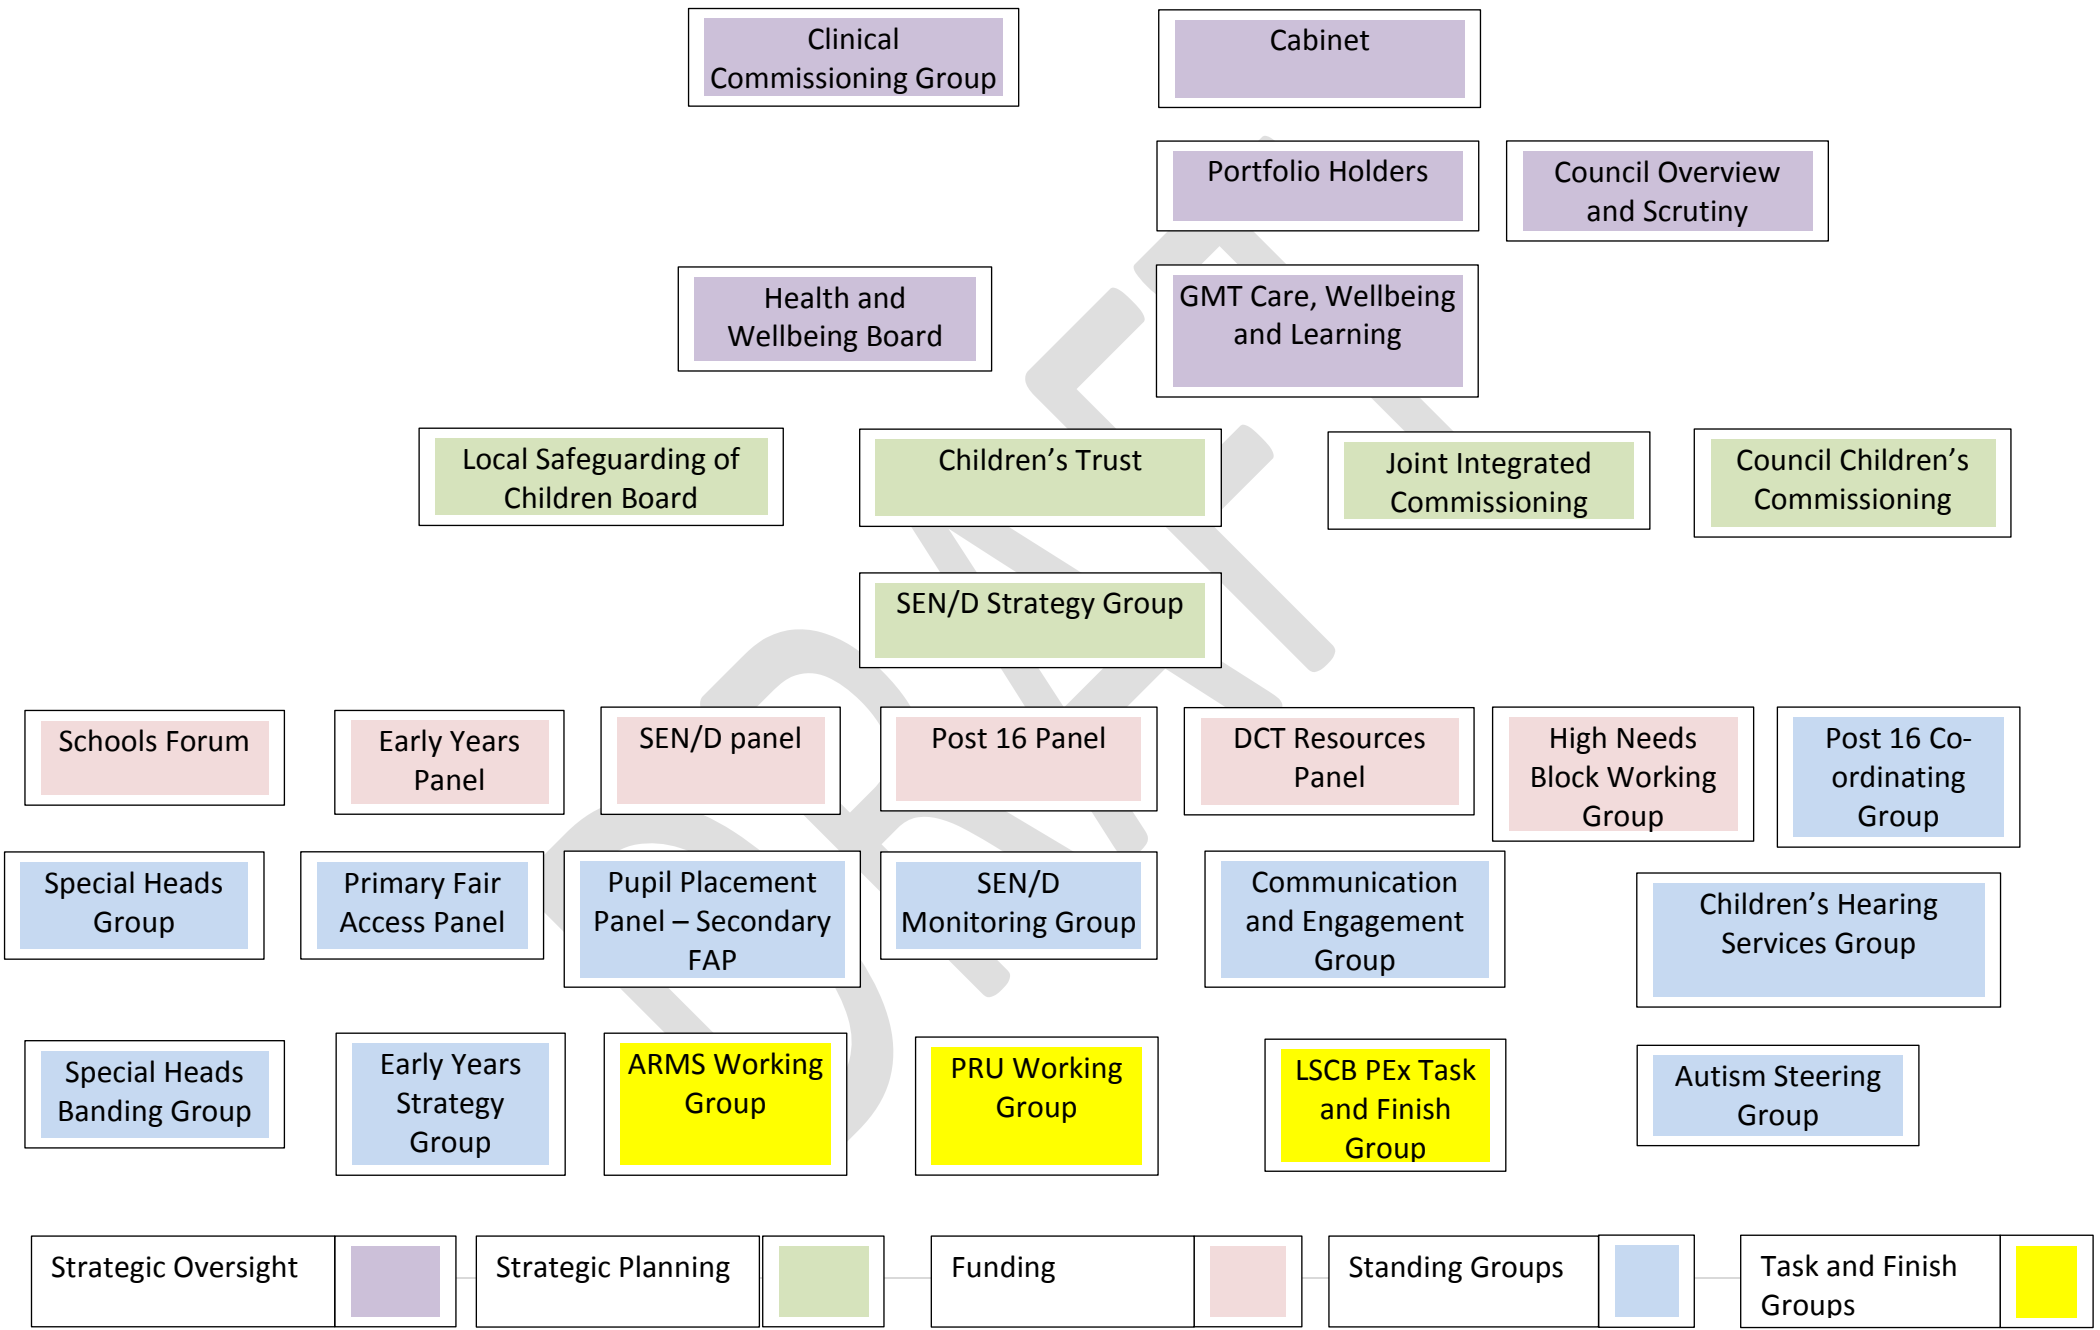 Clinical
Commissioning Group
Cabinet
Portfolio Holders
Council Overview
and Scrutiny
Health and
Wellbeing Board
GMT Care, Wellbeing
and Learning
Local Safeguarding of
Children Board
Children’s Trust
Joint Integrated
Commissioning
Council Children’s
Commissioning
SEN/D Strategy Group
Schools Forum
Early Years
Panel
SEN/D panel
Post 16 Panel
DCT Resources
Panel
High Needs
Block Working
Group
Post 16 Co-
ordinating
Group
Special Heads
Group
Primary Fair
Access Panel
Pupil Placement
Panel – Secondary
FAP
SEN/D
Monitoring Group
Communication
and Engagement
Group
Children’s Hearing
Services Group
Special Heads
Banding Group
Early Years
Strategy
Group
ARMS Working
Group
PRU Working
Group
LSCB PEx Task
and Finish
Group
Autism Steering
Group
Strategic Oversight
Strategic Planning
Funding
Standing Groups
Task and Finish
Groups
DRAFT